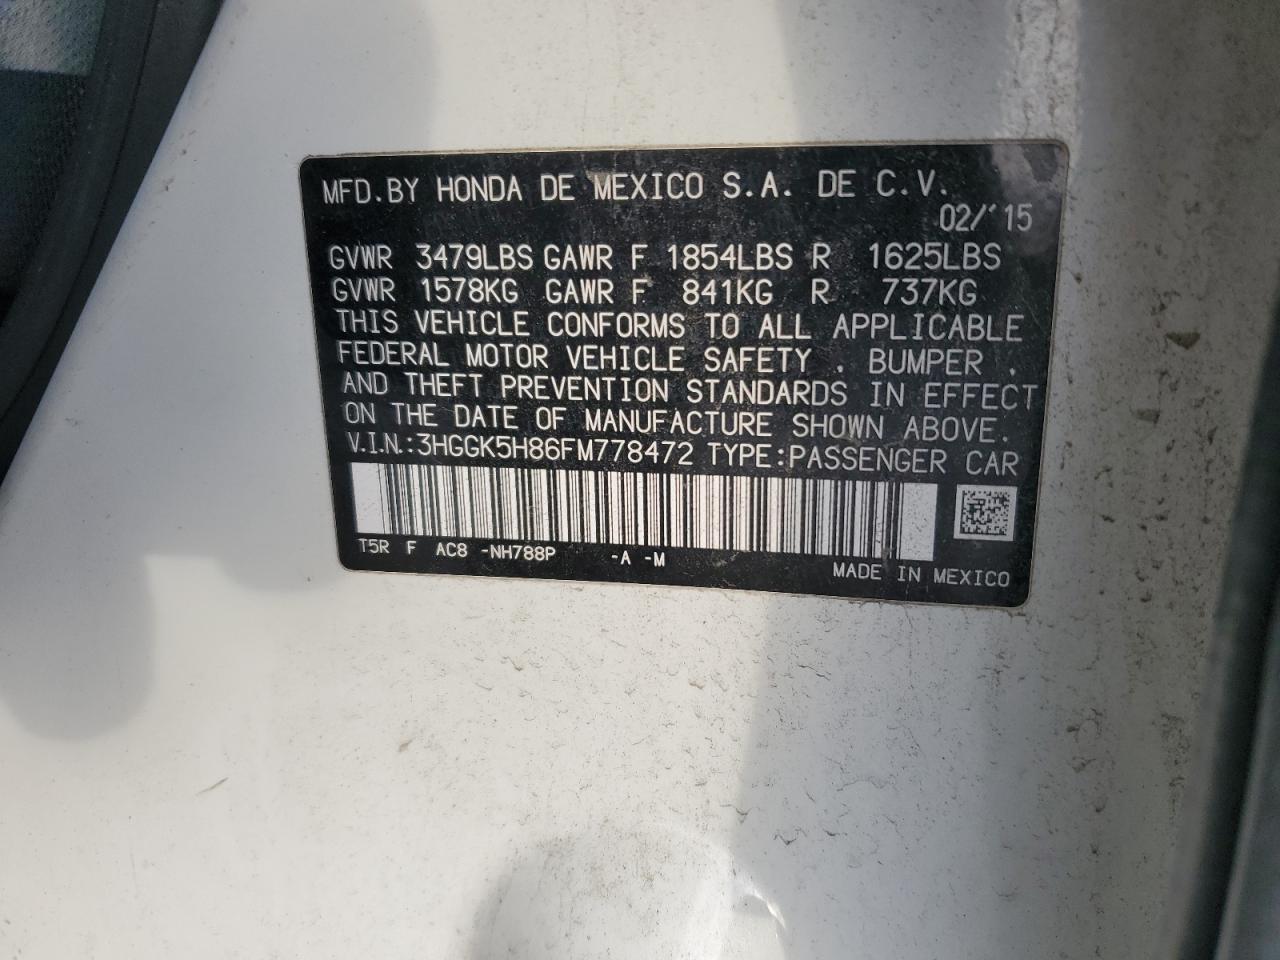 MFD.BY HONDA DE MEXICO S.A. DE C.V.
02/'15
GVWR 3479LBS GAWR F 1854LBS R 1625LBS
GVWR 1578KG GAWR F 841KG R 737KG
THIS VEHICLE CONFORMS TO ALL APPLICABLE
FEDERAL MOTOR VEHICLE SAFETY , BUMPER ,
AND THEFT PREVENTION STANDARDS IN EFFECT
ON THE DATE OF MANUFACTURE SHOWN ABOVE.
V.I.N.:3HGGK5H86FM778472 TYPE:PASSENGER CAR
T5R F AC8 -NH788P -A -M
MADE IN MEXICO